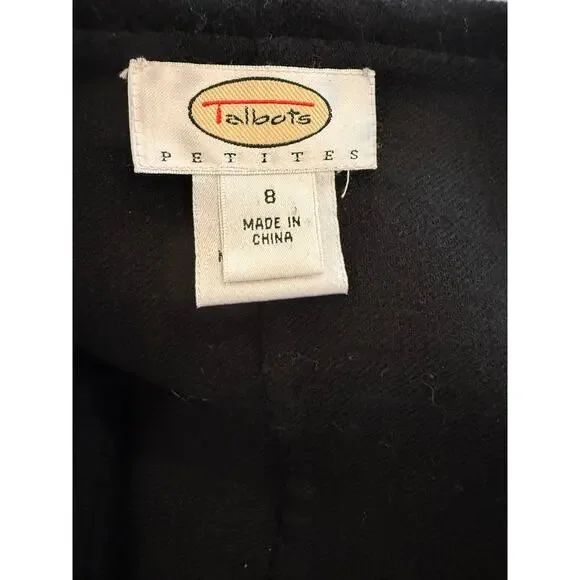 Talbots
PETITES
8
MADE IN
CHINA